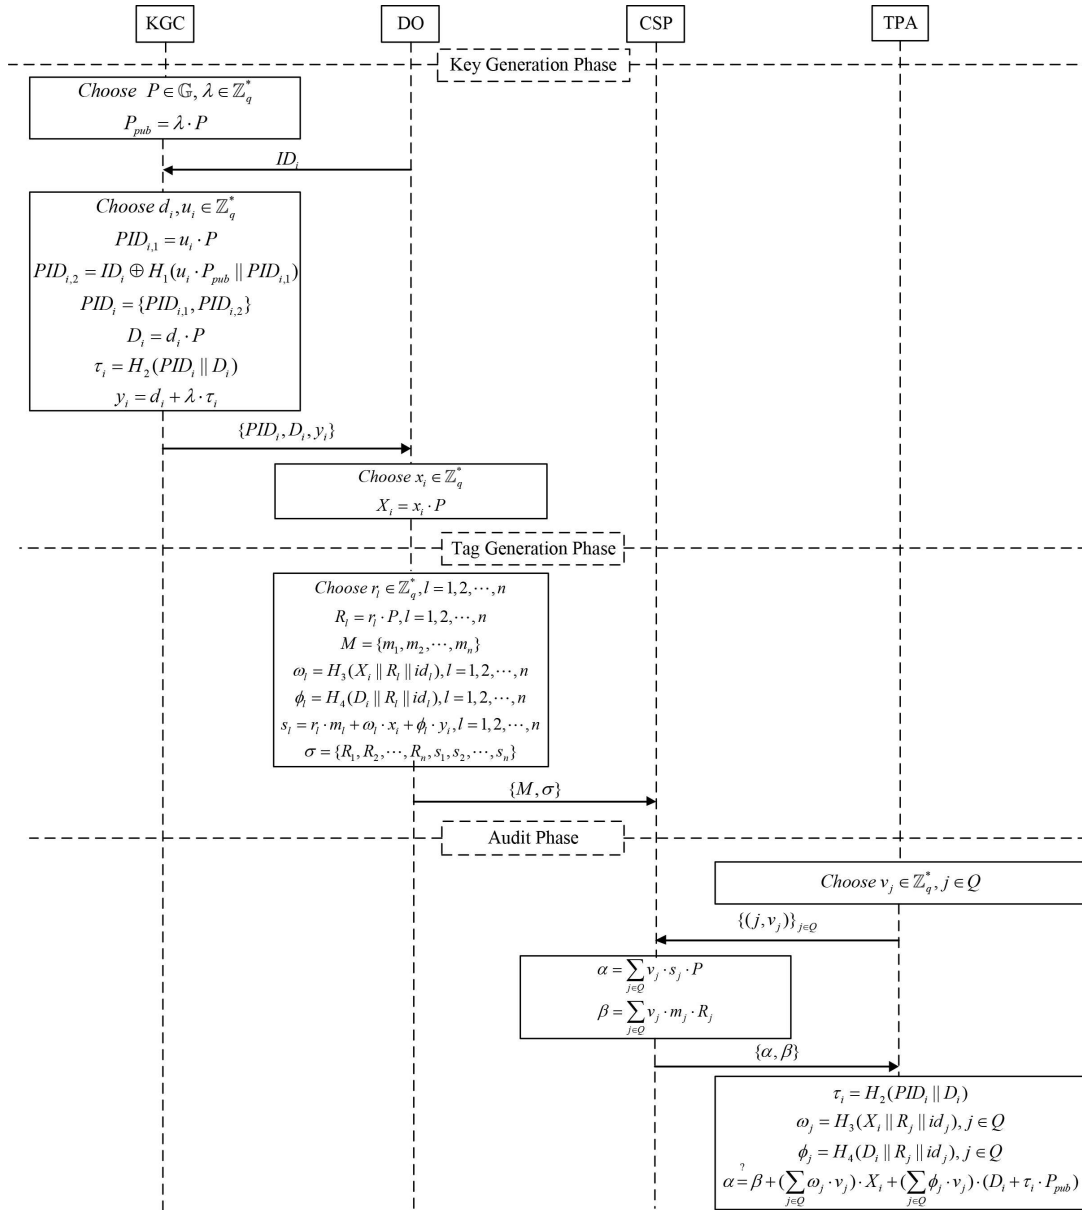 KGC DO CSP TPA
Key Generation Phase
Choose P ∈ 𝔾, λ ∈ ℤ_q^*
P_{pub} = λ · P
ID_i
Choose d_i, u_i ∈ ℤ_q^*
PID_{i,1} = u_i · P
PID_{i,2} = ID_i ⊕ H_1(u_i · P_{pub} || PID_{i,1})
PID_i = {PID_{i,1}, PID_{i,2}}
D_i = d_i · P
τ_i = H_2(PID_i || D_i)
y_i = d_i + λ · τ_i
{PID_i, D_i, y_i}
Choose x_i ∈ ℤ_q^*
X_i = x_i · P
Tag Generation Phase
Choose r_l ∈ ℤ_q^*, l = 1, 2, ⋯, n
R_l = r_l · P, l = 1, 2, ⋯, n
M = {m_1, m_2, ⋯, m_n}
ω_l = H_3(X_i || R_l || id_l), l = 1, 2, ⋯, n
ϕ_l = H_4(D_i || R_l || id_l), l = 1, 2, ⋯, n
s_l = r_l · m_l + ω_l · x_i + ϕ_l · y_i, l = 1, 2, ⋯, n
σ = {R_1, R_2, ⋯, R_n, s_1, s_2, ⋯, s_n}
{M, σ}
Audit Phase
Choose v_j ∈ ℤ_q^*, j ∈ Q
{(j, v_j)}_{j∈Q}
α = ∑_{j∈Q} v_j · s_j · P
β = ∑_{j∈Q} v_j · m_j · R_j
{α, β}
τ_i = H_2(PID_i || D_i)
ω_j = H_3(X_i || R_j || id_j), j ∈ Q
ϕ_j = H_4(D_i || R_j || id_j), j ∈ Q
α =^? β + (∑_{j∈Q} ω_j · v_j) · X_i + (∑_{j∈Q} ϕ_j · v_j) · (D_i + τ_i · P_{pub})